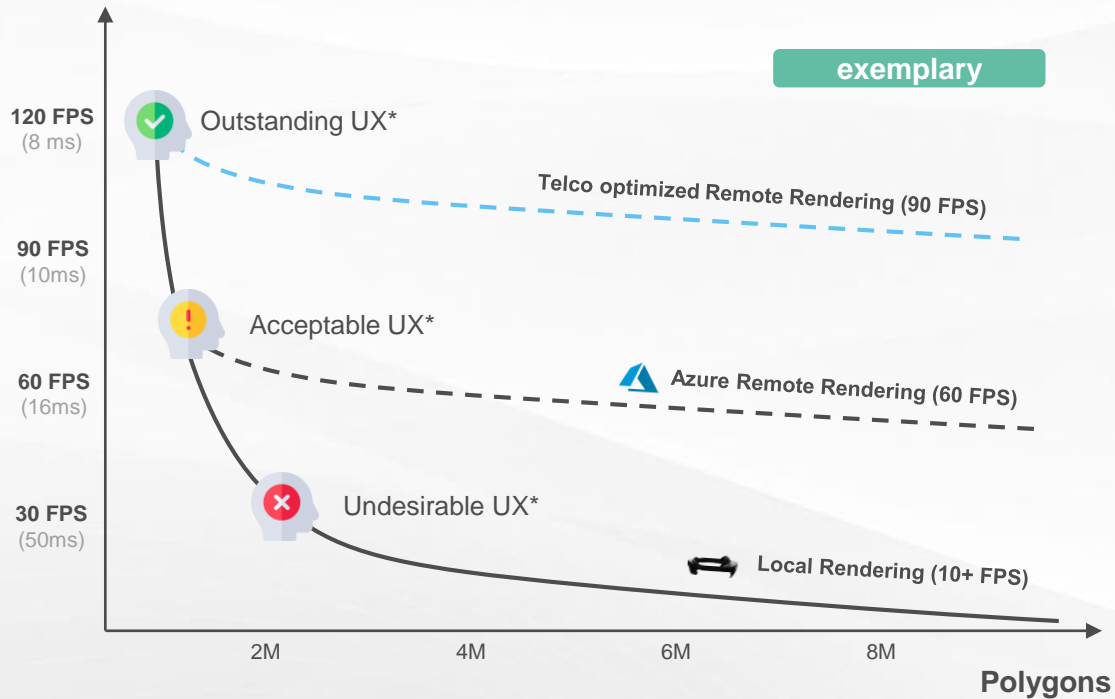 exemplary
120 FPS
(8 ms)
Outstanding UX*
Telco optimized Remote Rendering (90 FPS)
90 FPS
(10ms)
Acceptable UX*
60 FPS
(16ms)
Azure Remote Rendering (60 FPS)
30 FPS
(50ms)
Undesirable UX*
Local Rendering (10+ FPS)
2M
4M
6M
8M
Polygons